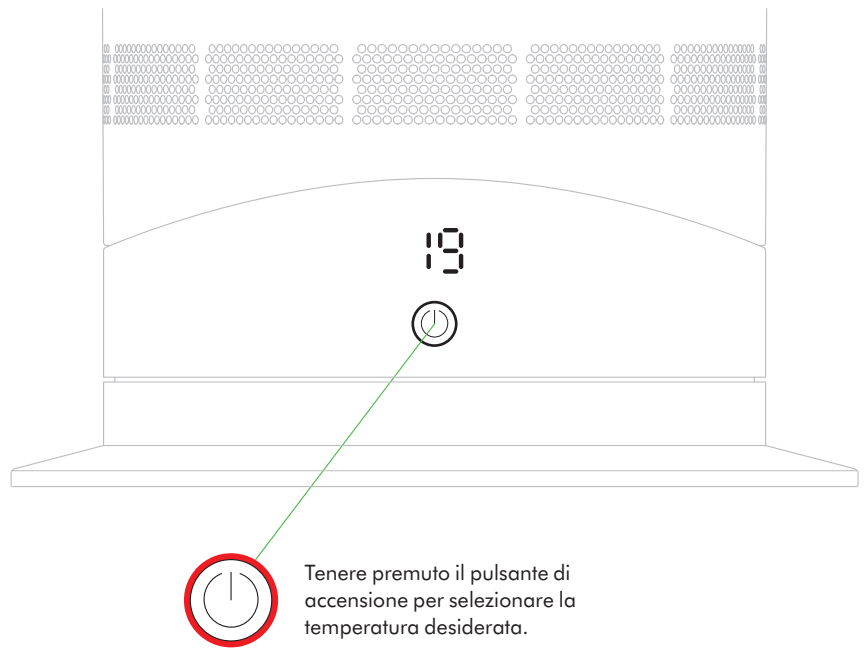 19
Tenere premuto il pulsante di
accensione per selezionare la
temperatura desiderata.